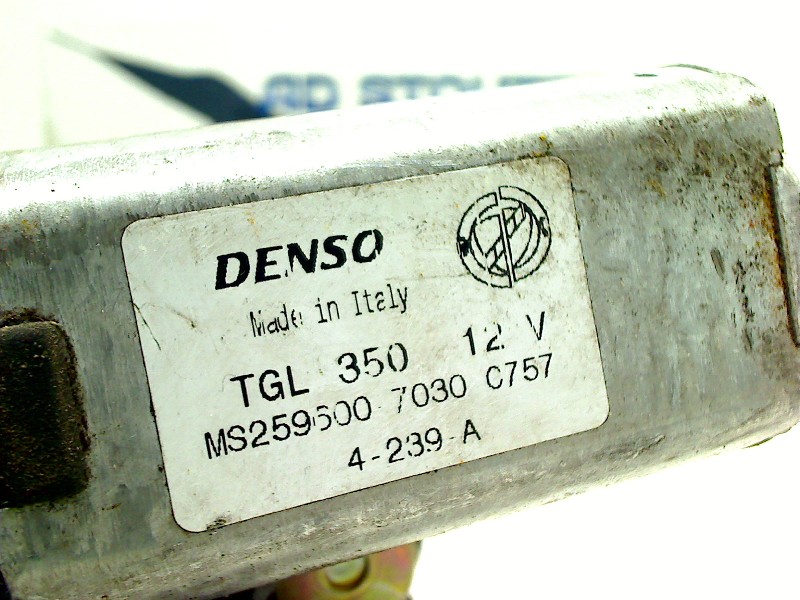 DENSO
Made in Italy
TGL 350 12 V
MS259600-7030 C757
4-239-A